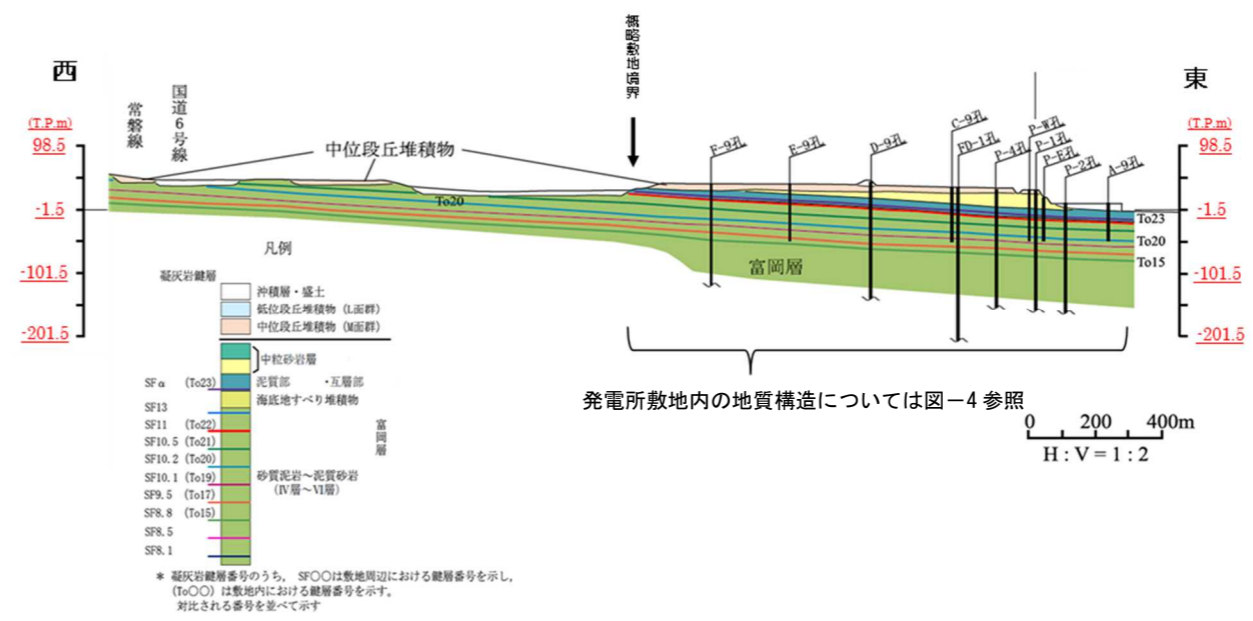 西
東
概略敷地境界
常磐線
国道6号線
(T.P.m)
98.5
-1.5
-101.5
-201.5
中位段丘堆積物
To20
F-9孔
E-9孔
D-9孔
C-9孔
FD-1孔
P-4孔
P-W孔
P-1孔
P-E孔
P-2孔
A-9孔
(T.P.m)
98.5
-1.5
-101.5
-201.5
To23
To20
To15
富岡層
発電所敷地内の地質構造については図－4参照
0 200 400m
H : V = 1 : 2
凡例
凝灰岩鍵層
沖積層・盛土
低位段丘堆積物（L面群）
中位段丘堆積物（M面群）
中粒砂岩層
SFα (To23) 泥質部 ・互層部
海底地すべり堆積物
SF13
SF11 (To22)
SF10.5 (To21)
SF10.2 (To20)
SF10.1 (To19) 砂質泥岩～泥質砂岩
SF9.5 (To17) （Ⅳ層～Ⅵ層）
SF8.8 (To15)
SF8.5
SF8.1
富岡層
＊ 凝灰岩鍵層番号のうち， SF〇〇は敷地周辺における鍵層番号を示し，
(To〇〇) は敷地内における鍵層番号を示す。
対比される番号を並べて示す